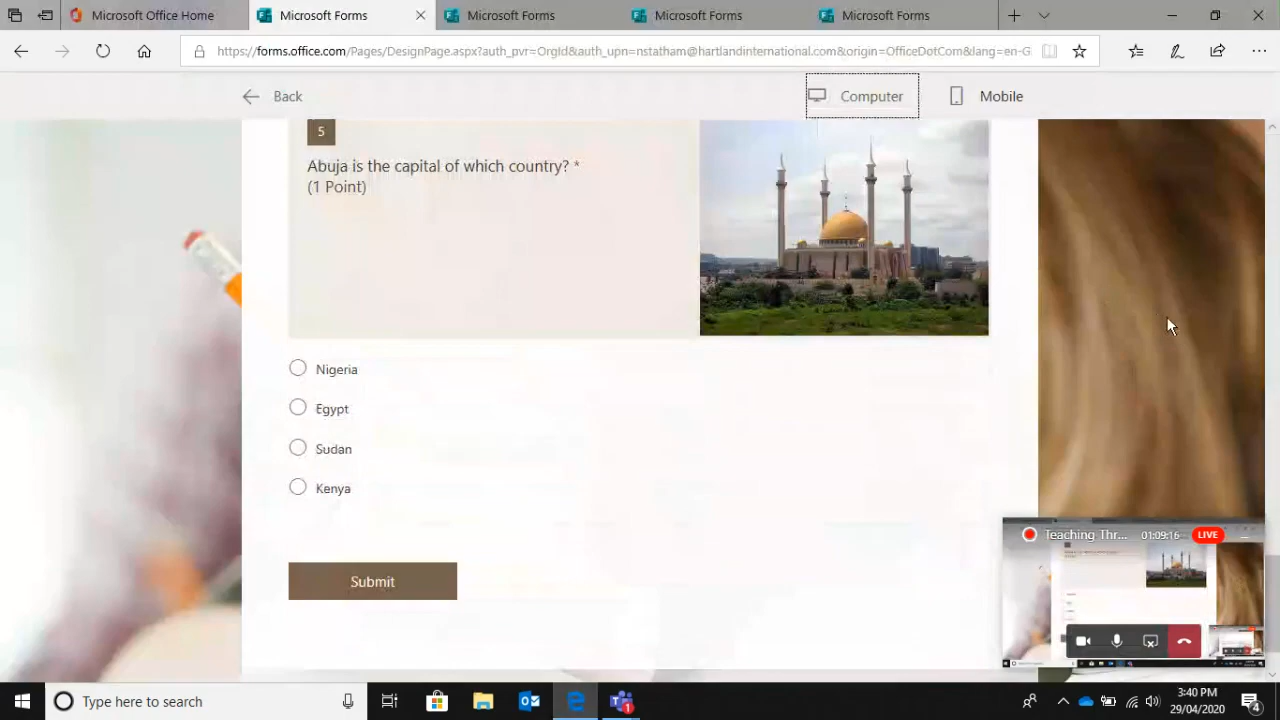 Microsoft Office Home
Microsoft Forms
Microsoft Forms
Microsoft Forms
Microsoft Forms
https://forms.office.com/Pages/DesignPage.aspx?auth_pvr=OrgId&auth_upn=nstatham@hartlandinternational.com&origin=OfficeDotCom&lang=en-G
Back
Computer
Mobile
5
Abuja is the capital of which country? *
(1 Point)
Nigeria
Egypt
Sudan
Kenya
Submit
Teaching Thr... 01:09:16 LIVE
Type here to search
1
3:40 PM
29/04/2020
4